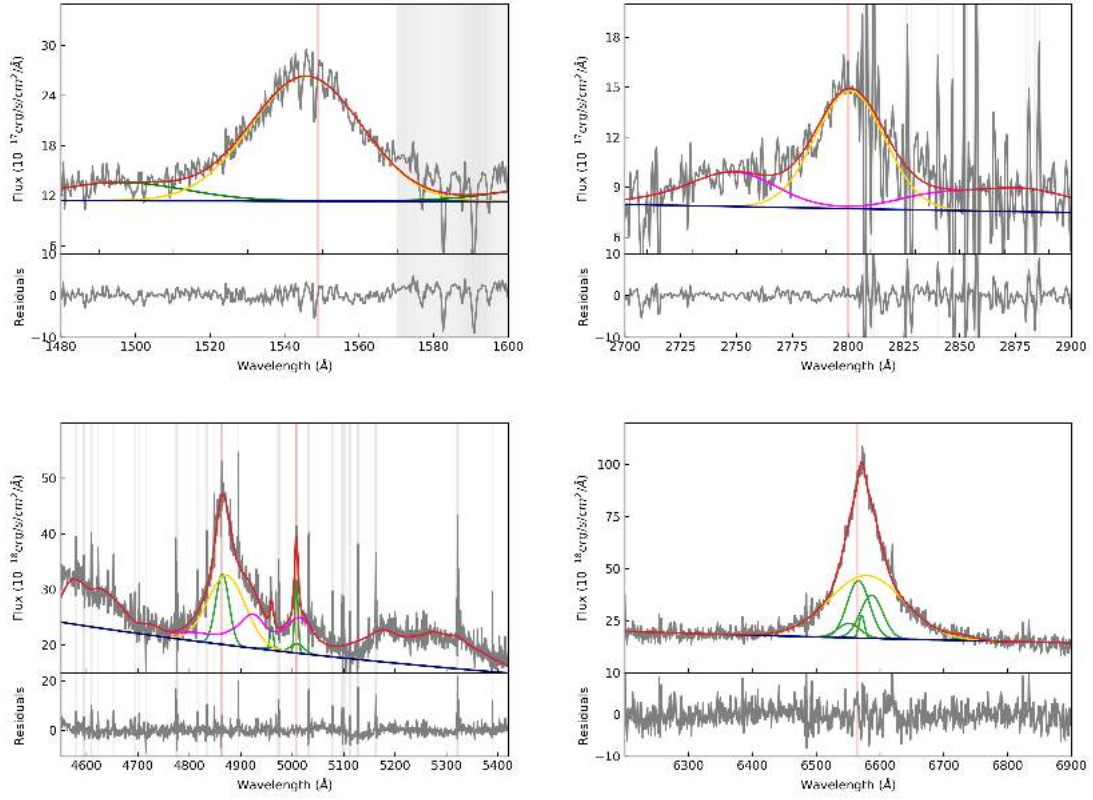 Flux (10 ¹⁷erg/s/cm²/Å)
30
24
18
12
6
Residuals
10
0
−10
1480 1500 1520 1540 1560 1580 1600
Wavelength (Å)
Flux (10 ¹⁷erg/s/cm²/Å)
18
15
12
9
6
Residuals
10
0
−10
2700 2725 2750 2775 2800 2825 2850 2875 2900
Wavelength (Å)
Flux (10 ¹⁸erg/s/cm²/Å)
50
40
30
20
Residuals
20
0
4600 4700 4800 4900 5000 5100 5200 5300 5400
Wavelength (Å)
Flux (10 ¹⁸erg/s/cm²/Å)
100
75
50
25
Residuals
10
0
−10
6300 6400 6500 6600 6700 6800 6900
Wavelength (Å)